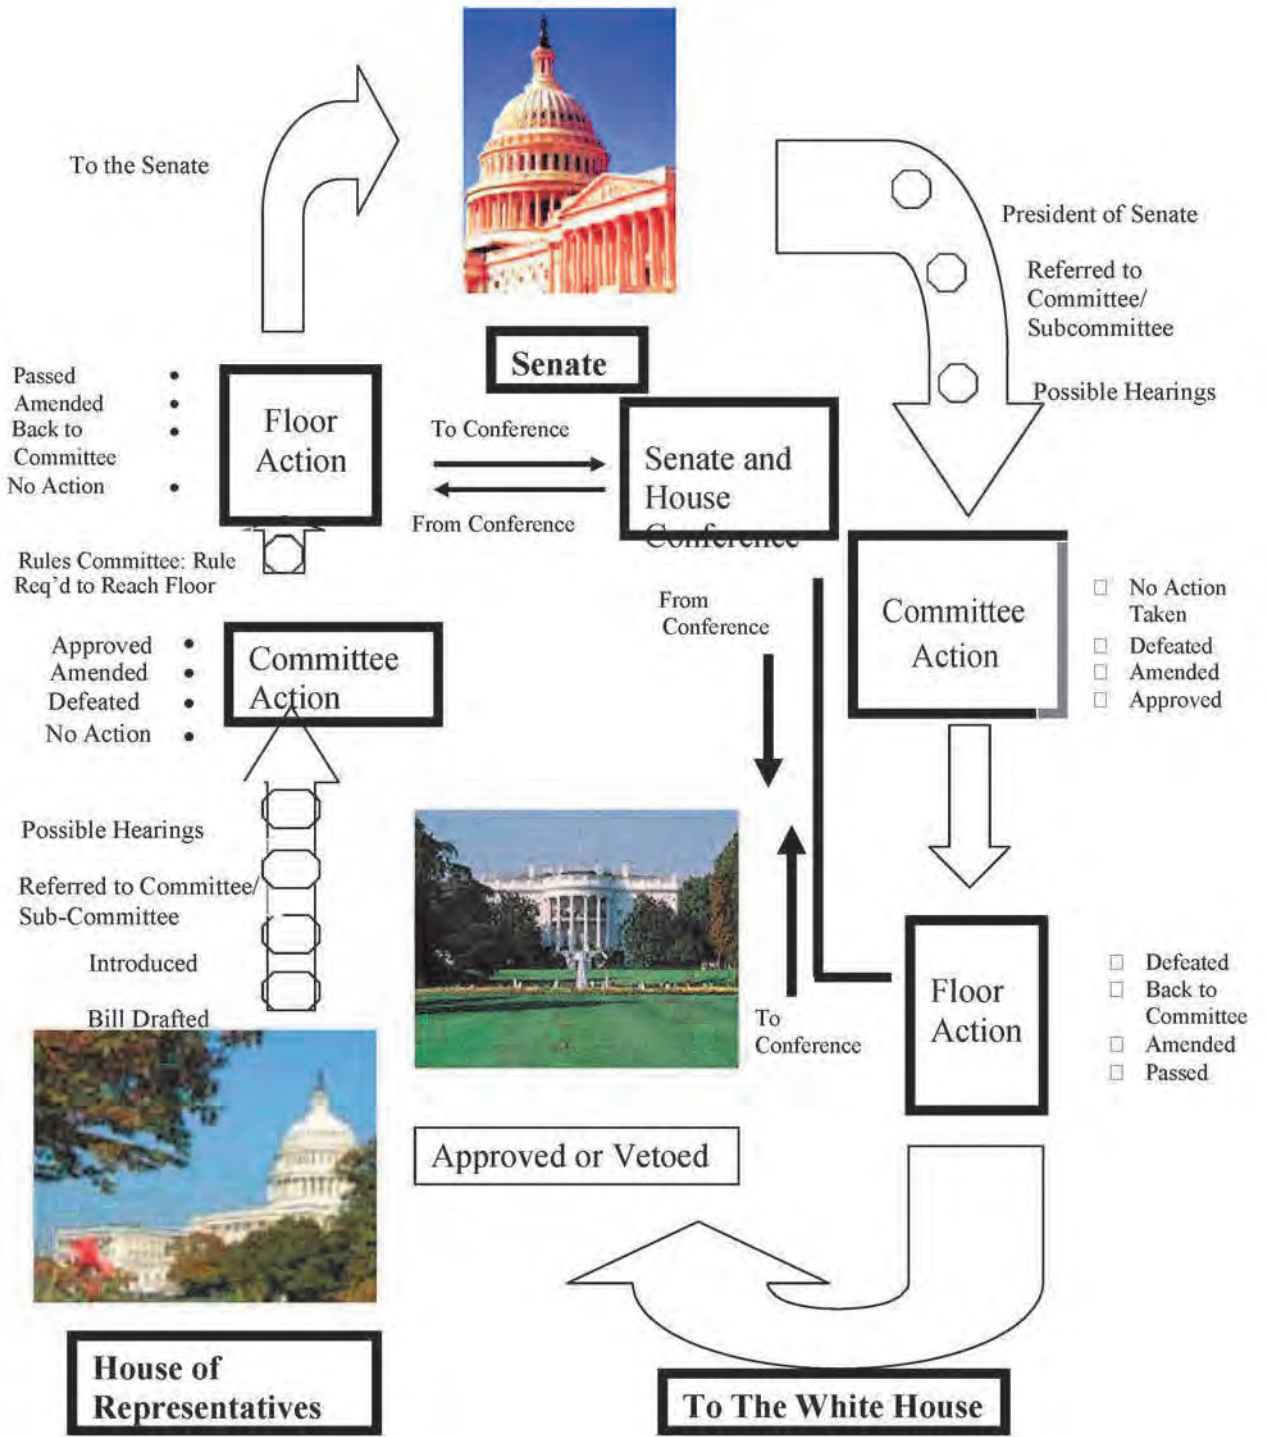 To the Senate
President of Senate
Referred to
Committee/
Subcommittee
Possible Hearings
Senate
Passed
Amended
Back to
Committee
No Action
Floor
Action
To Conference
From Conference
Senate and
House
Conference
Rules Committee: Rule
Req'd to Reach Floor
From
Conference
Committee
Action
No Action
Taken
Defeated
Amended
Approved
Approved
Amended
Defeated
No Action
Committee
Action
Possible Hearings
Referred to Committee/
Sub-Committee
Introduced
Bill Drafted
To
Conference
Floor
Action
Defeated
Back to
Committee
Amended
Passed
Approved or Vetoed
House of
Representatives
To The White House